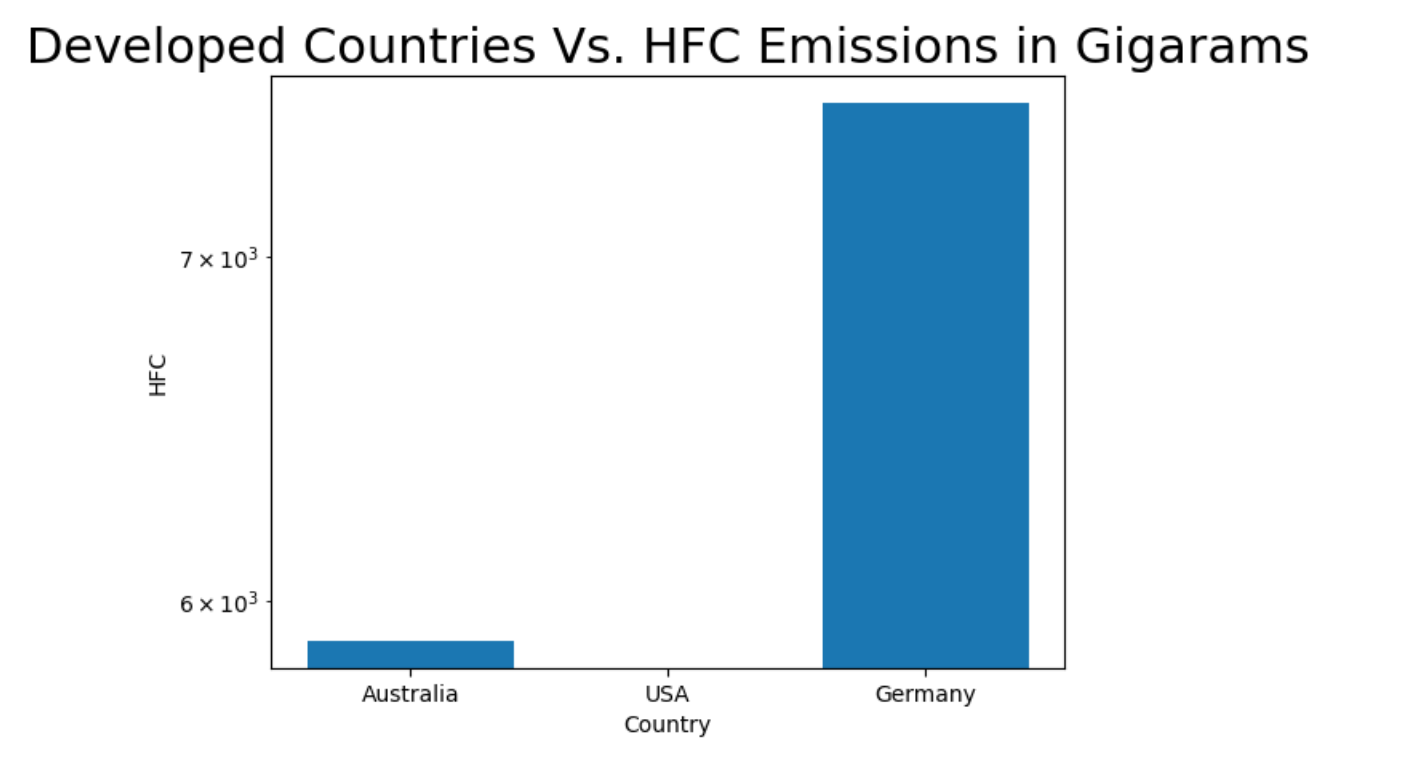 Developed Countries Vs. HFC Emissions in Gigarams
7 × 10³
HFC
6 × 10³
Australia USA Germany
Country